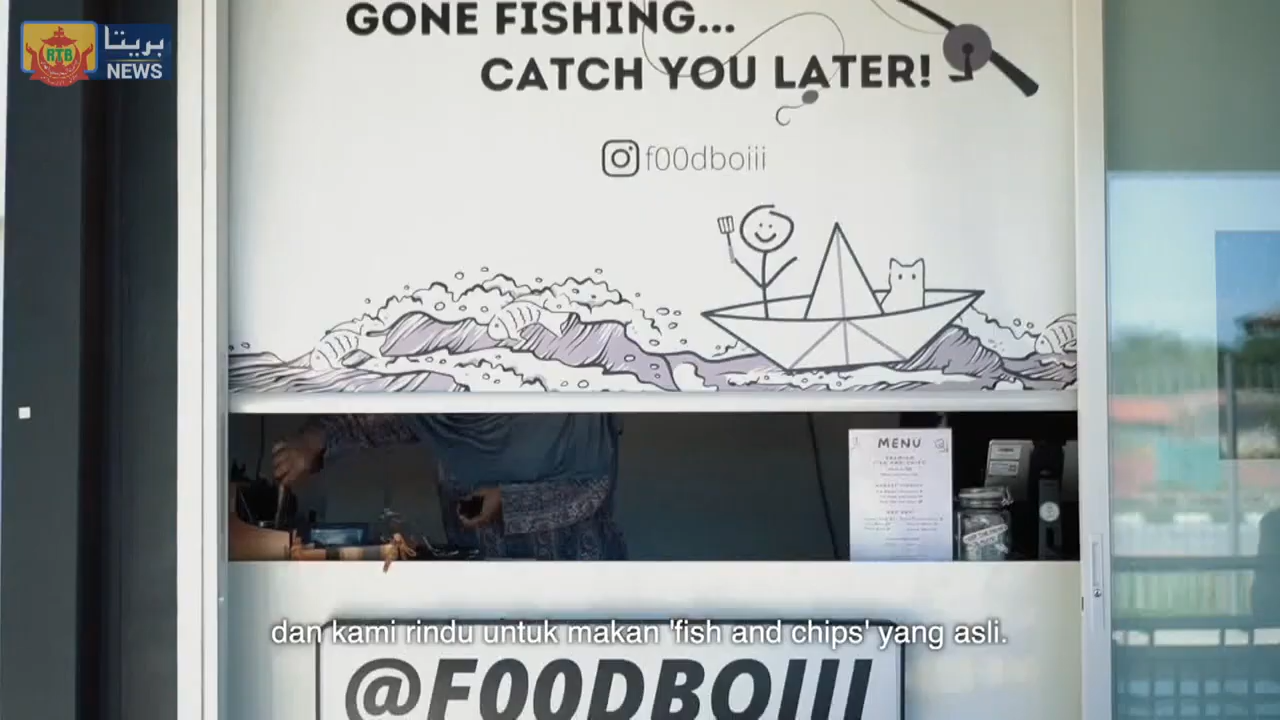 GONE FISHING...
CATCH YOU LATER!
RTB
بريتا
NEWS
f00dboiii
MENU
dan kami rindu untuk makan 'fish and chips' yang asli.
@F00DBOIII